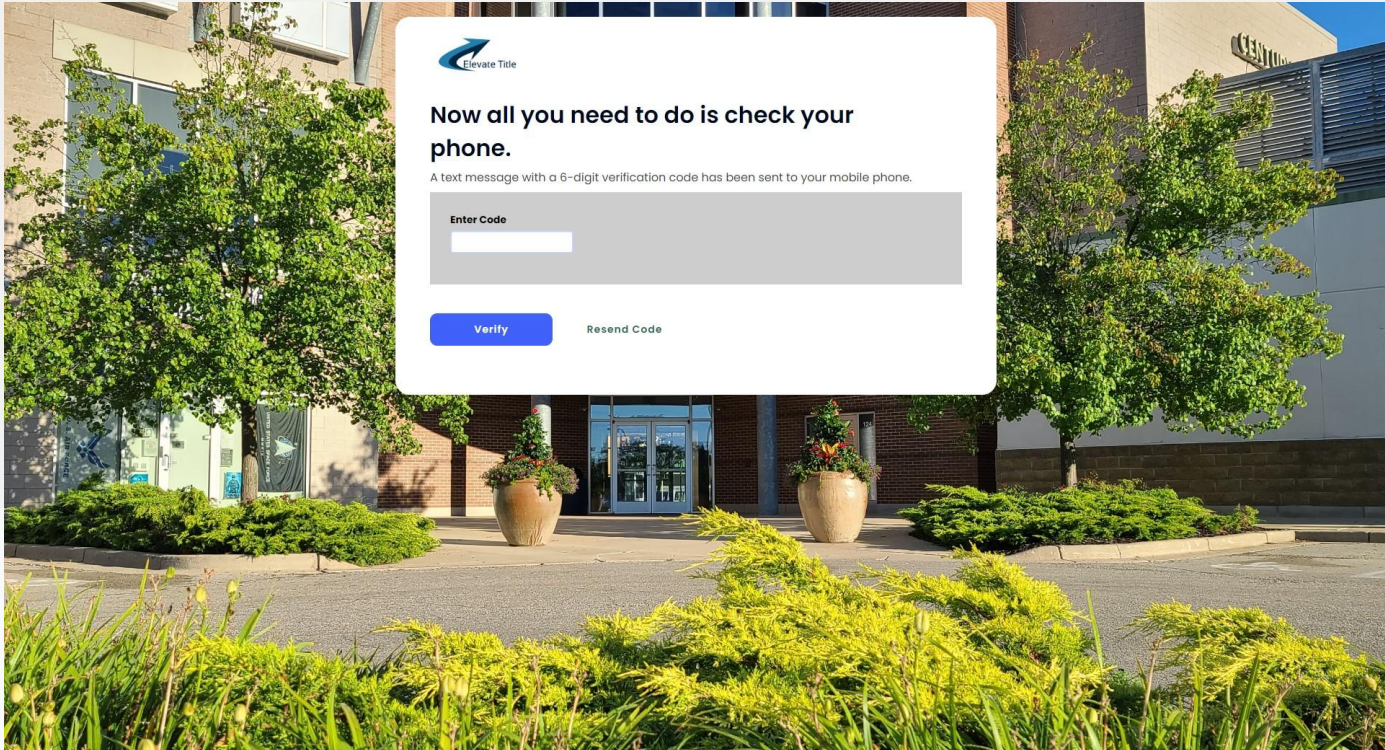 Elevate Title
Now all you need to do is check your
phone.
A text message with a 6-digit verification code has been sent to your mobile phone.
Enter Code
Verify
Resend Code
124